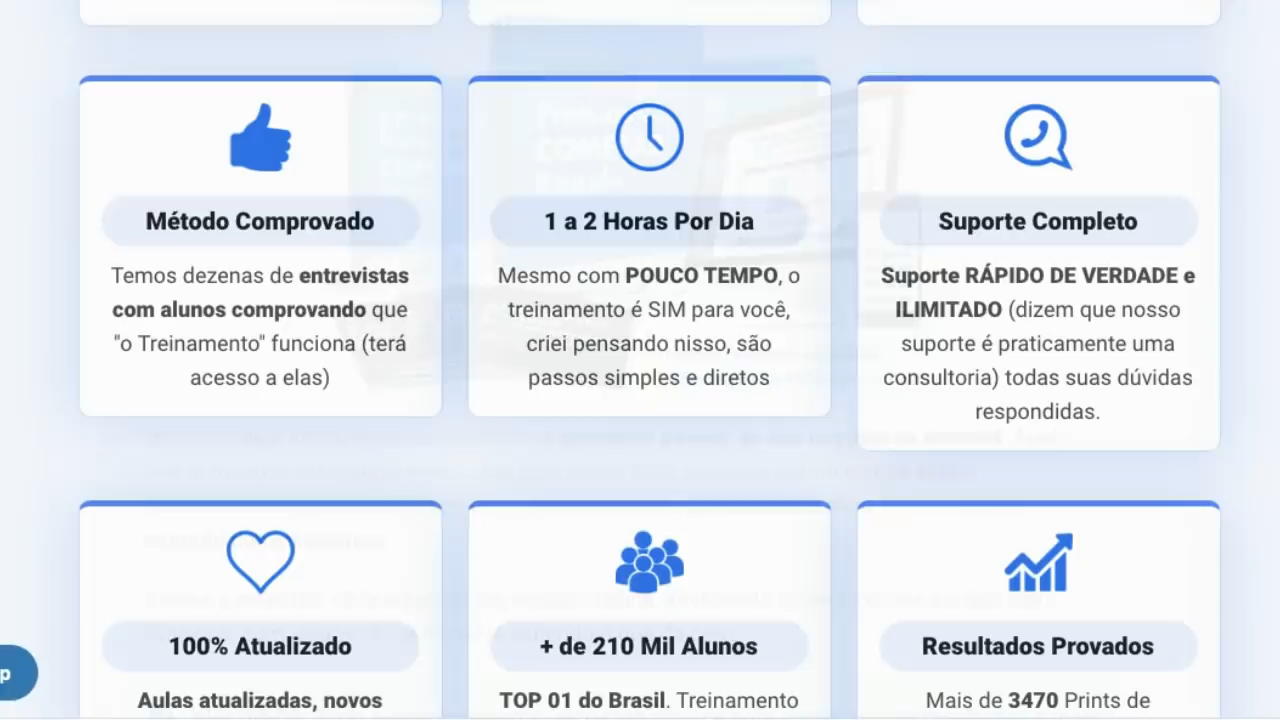 Método Comprovado
Temos dezenas de entrevistas
com alunos comprovando que
"o Treinamento" funciona (terá
acesso a elas)
1 a 2 Horas Por Dia
Mesmo com POUCO TEMPO, o
treinamento é SIM para você,
criei pensando nisso, são
passos simples e diretos
Suporte Completo
Suporte RÁPIDO DE VERDADE e
ILIMITADO (dizem que nosso
suporte é praticamente uma
consultoria) todas suas dúvidas
respondidas.
100% Atualizado
Aulas atualizadas, novos
+ de 210 Mil Alunos
TOP 01 do Brasil. Treinamento
Resultados Provados
Mais de 3470 Prints de
p